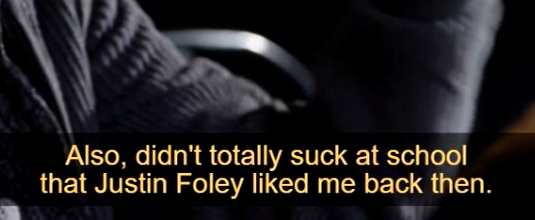 Also, didn't totally suck at school
that Justin Foley liked me back then.